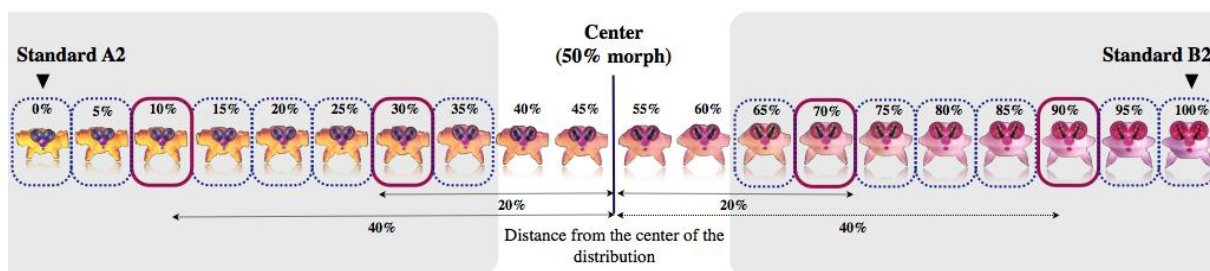 Center
(50% morph)
Standard A2
Standard B2
0% 5% 10% 15% 20% 25% 30% 35% 40% 45% 55% 60% 65% 70% 75% 80% 85% 90% 95% 100%
20% 20%
40% 40%
Distance from the center of the
distribution